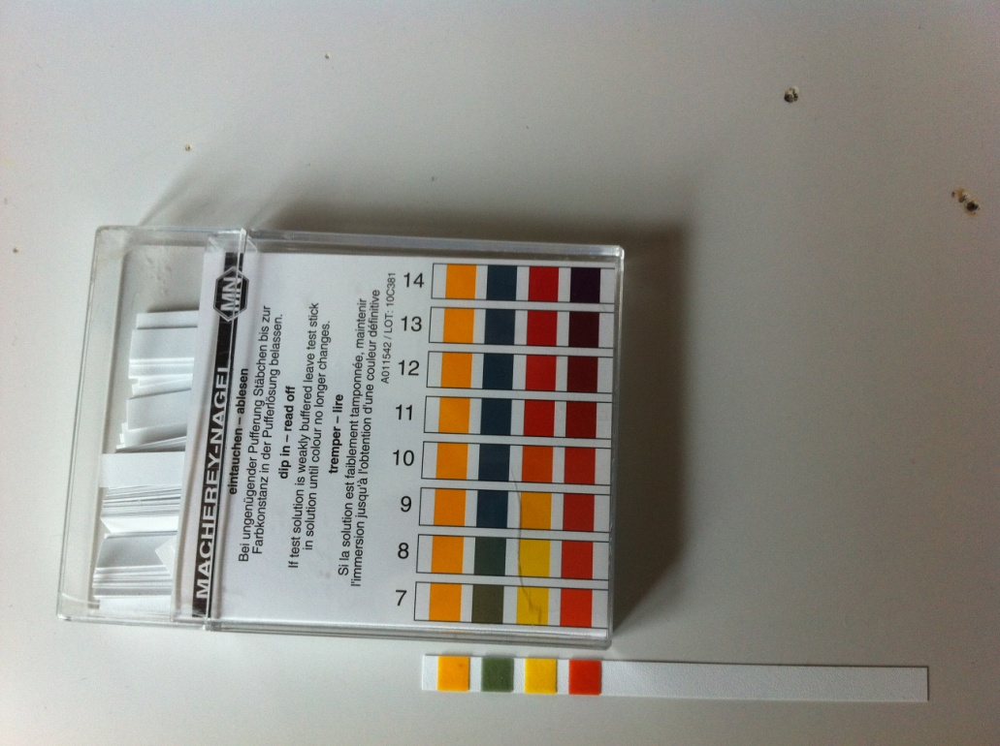 MACHEREY-NAGEL MN
eintauchen – ablesen
Bei ungenügender Pufferung Stäbchen bis zur
Farbkonstanz in der Pufferlösung belassen.
dip in – read off
If test solution is weakly buffered leave test stick
in solution until colour no longer changes.
tremper – lire
Si la solution est faiblement tamponnée, maintenir
l'immersion jusqu'à l'obtention d'une couleur définitive
A011542 / LOT: 10C381
14
13
12
11
10
9
8
7